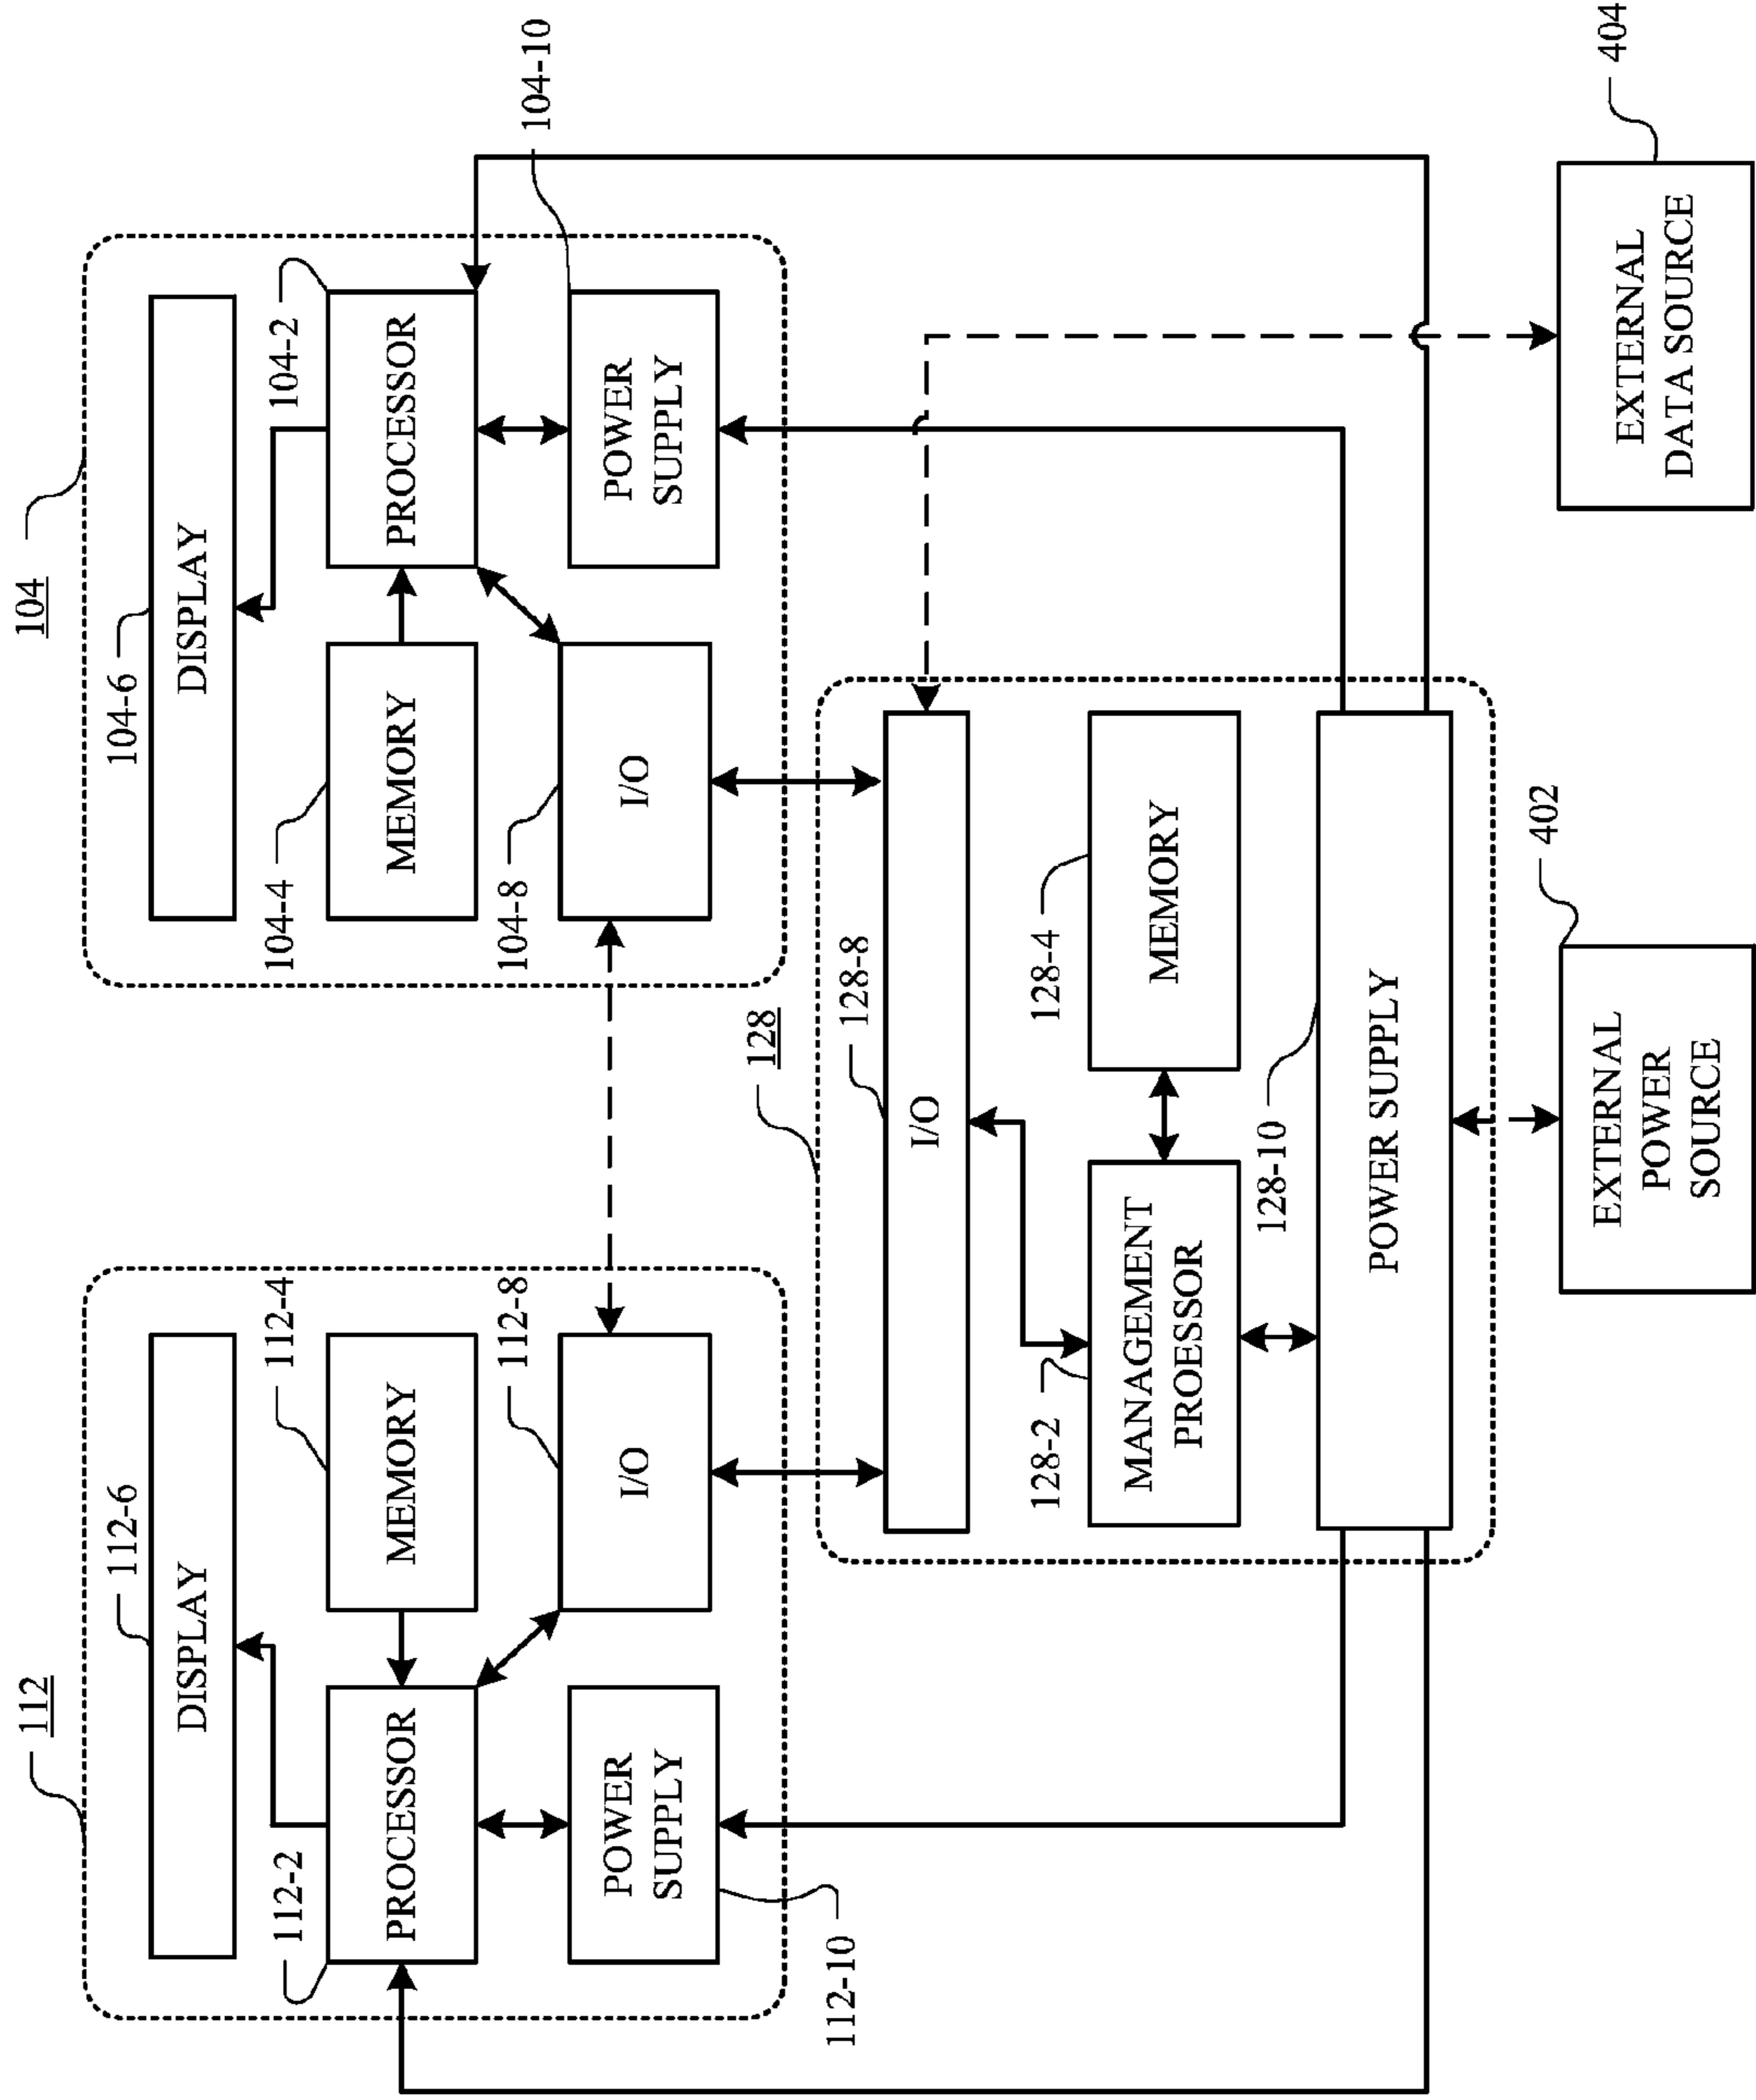 112
112-6
DISPLAY
112-2
PROCESSOR
MEMORY
112-4
POWER
SUPPLY
112-10
I/O
112-8
104
104-6
DISPLAY
104-4
MEMORY
PROCESSOR
104-2
104-8
I/O
POWER
SUPPLY
104-10
128
128-8
I/O
128-2
MANAGEMENT
PROESSOR
128-4
MEMORY
128-10
POWER SUPPLY
402
EXTERNAL
POWER
SOURCE
404
EXTERNAL
DATA SOURCE